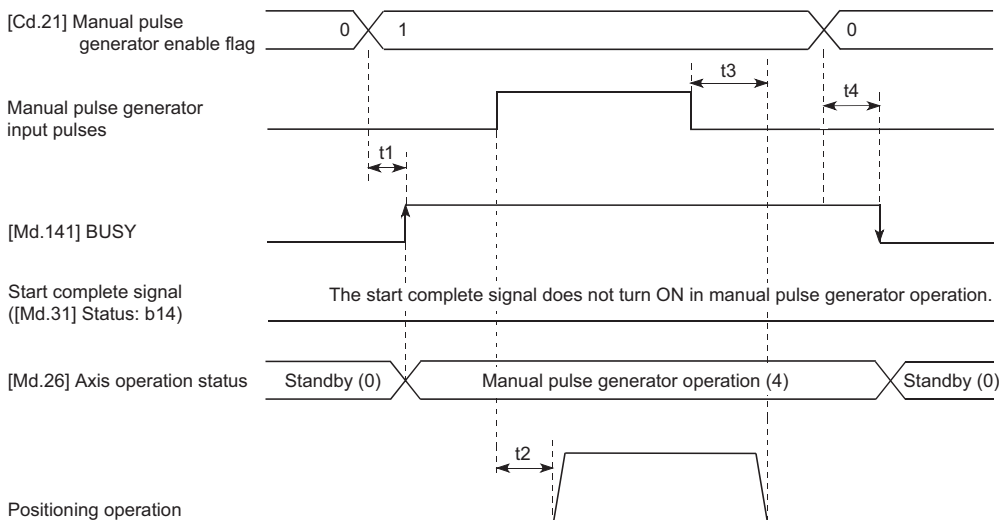 [Cd.21] Manual pulse
generator enable flag
0 1 0
t3
t4
Manual pulse generator
input pulses
t1
[Md.141] BUSY
Start complete signal
([Md.31] Status: b14)
The start complete signal does not turn ON in manual pulse generator operation.
[Md.26] Axis operation status
Standby (0) Manual pulse generator operation (4) Standby (0)
t2
Positioning operation